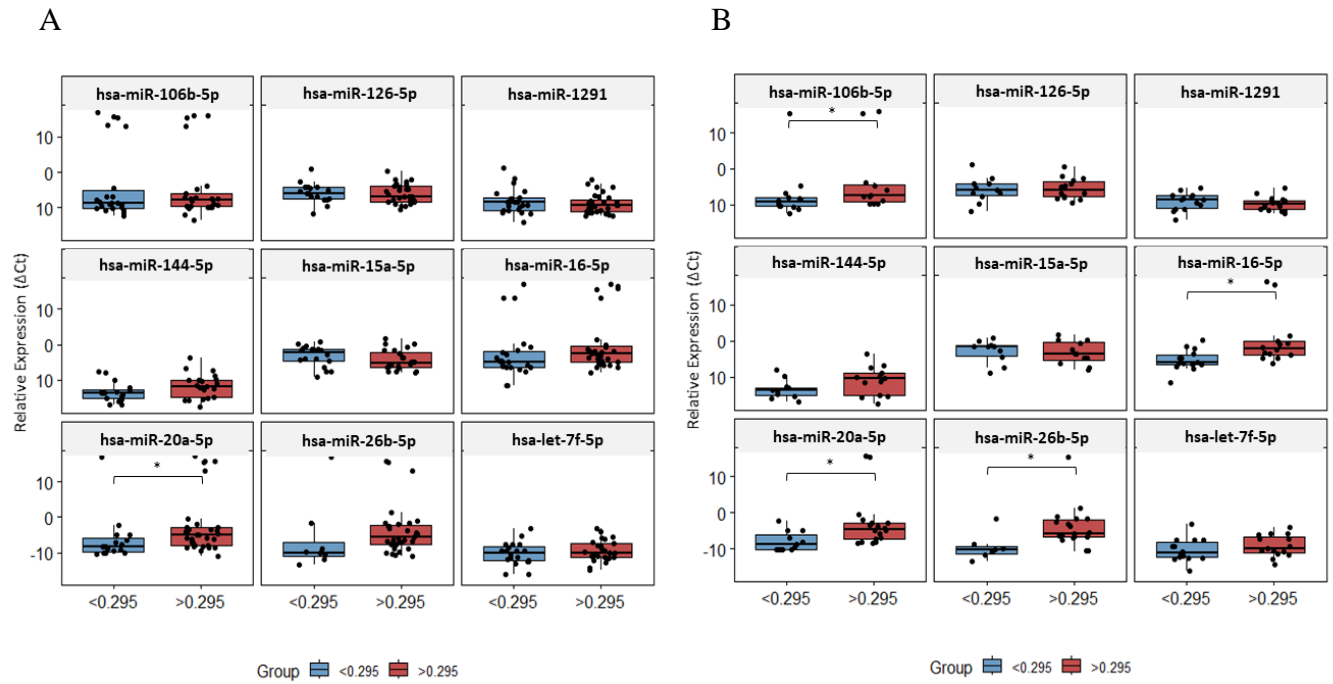 A
hsa-miR-106b-5p hsa-miR-126-5p hsa-miR-1291
10
0
10
hsa-miR-144-5p hsa-miR-15a-5p hsa-miR-16-5p
10
0
10
hsa-miR-20a-5p hsa-miR-26b-5p hsa-let-7f-5p
*
10
0
-10
<0.295 >0.295 <0.295 >0.295 <0.295 >0.295
Relative Expression (ΔCt)
Group <0.295 >0.295
B
hsa-miR-106b-5p hsa-miR-126-5p hsa-miR-1291
*
10
0
10
hsa-miR-144-5p hsa-miR-15a-5p hsa-miR-16-5p
*
10
0
10
hsa-miR-20a-5p hsa-miR-26b-5p hsa-let-7f-5p
* *
10
0
-10
<0.295 >0.295 <0.295 >0.295 <0.295 >0.295
Relative Expression (ΔCt)
Group <0.295 >0.295